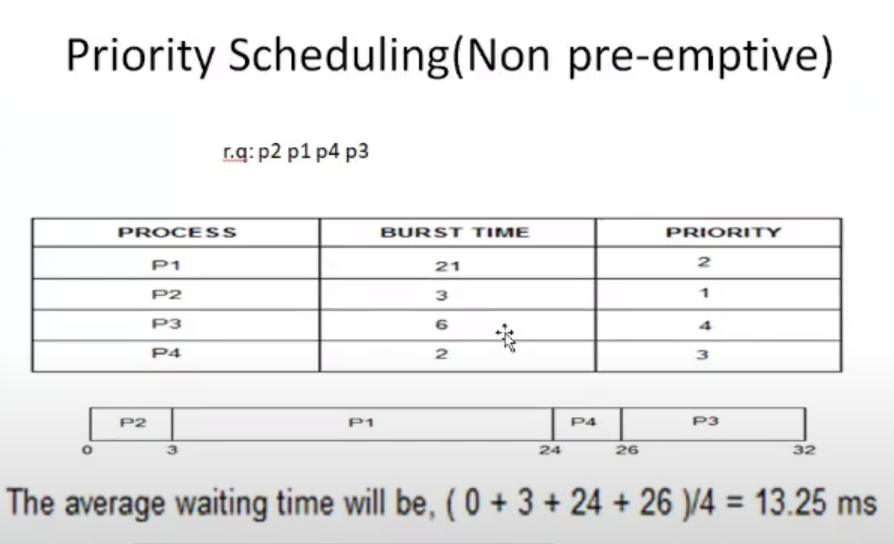 Priority Scheduling(Non pre-emptive)
r.q: p2 p1 p4 p3
PROCESS BURST TIME PRIORITY
P1 21 2
P2 3 1
P3 6 4
P4 2 3
P2 P1 P4 P3
0 3 24 26 32
The average waiting time will be, ( 0 + 3 + 24 + 26 )/4 = 13.25 ms